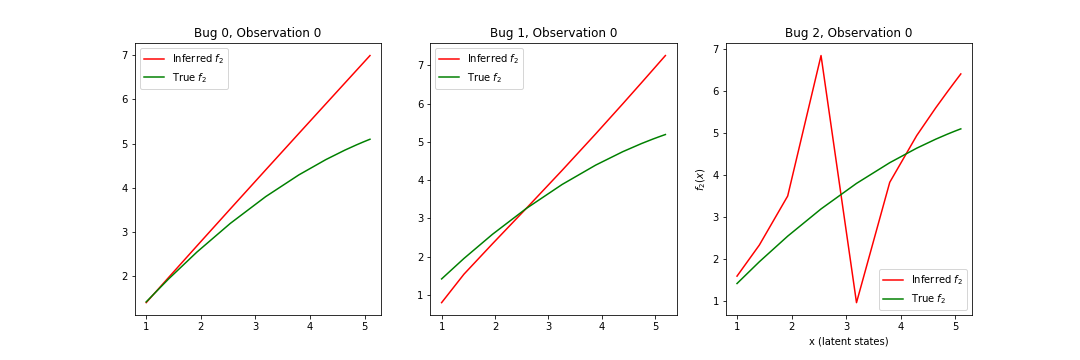 Bug 0, Observation 0
7
6
5
4
3
2
1 2 3 4 5
Inferred f₂
True f₂
Bug 1, Observation 0
7
6
5
4
3
2
1
1 2 3 4 5
Inferred f₂
True f₂
Bug 2, Observation 0
f₂(x)
7
6
5
4
3
2
1
1 2 3 4 5
x (latent states)
Inferred f₂
True f₂